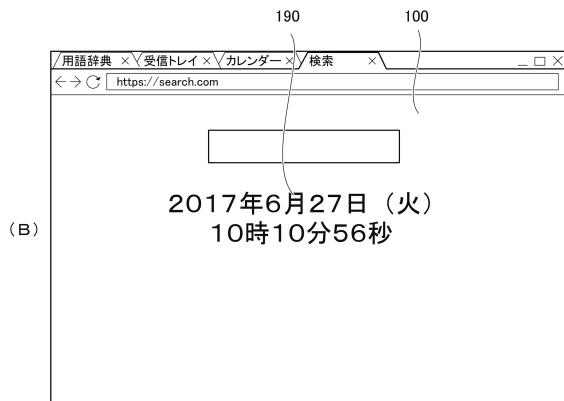 190 100
用語辞典 × 受信トレイ × カレンダー × 検索 ×
https://search.com
2017年6月27日（火）
（B）
10時10分56秒